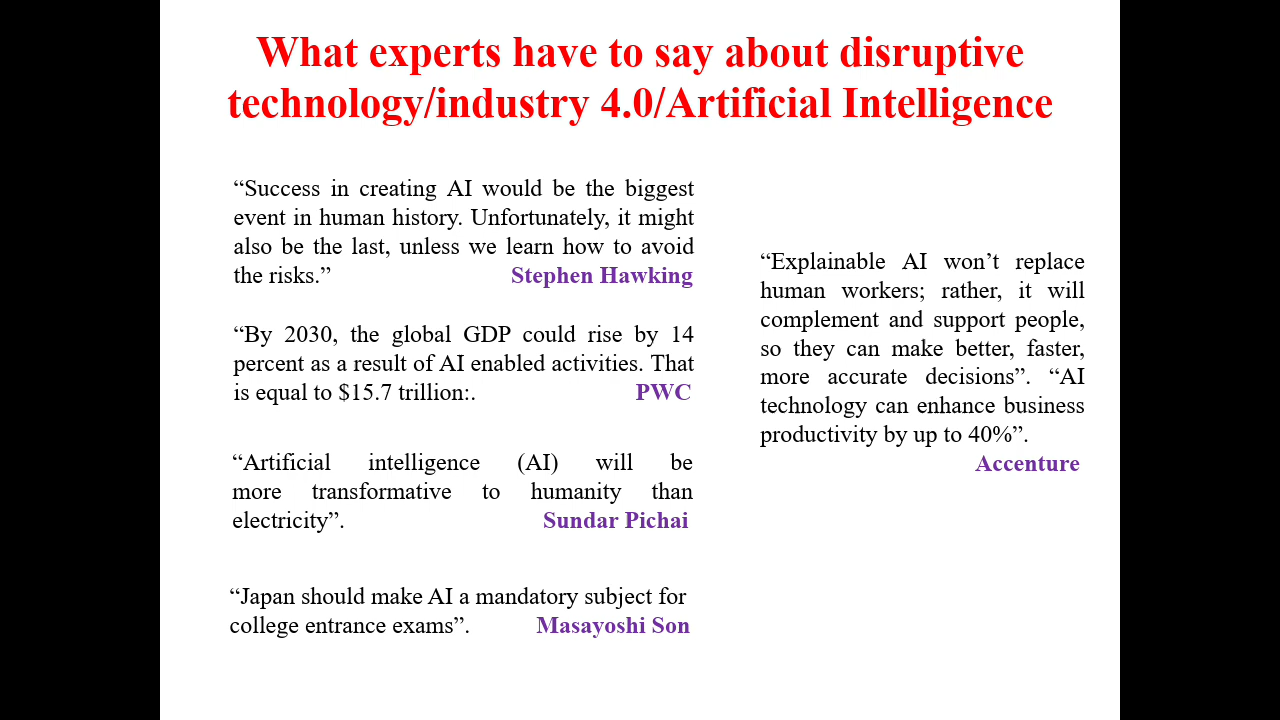 What experts have to say about disruptive
technology/industry 4.0/Artificial Intelligence
“Success in creating AI would be the biggest
event in human history. Unfortunately, it might
also be the last, unless we learn how to avoid
the risks.” Stephen Hawking
“By 2030, the global GDP could rise by 14
percent as a result of AI enabled activities. That
is equal to $15.7 trillion:. PWC
“Artificial intelligence (AI) will be
more transformative to humanity than
electricity”. Sundar Pichai
“Japan should make AI a mandatory subject for
college entrance exams”. Masayoshi Son
“Explainable AI won’t replace
human workers; rather, it will
complement and support people,
so they can make better, faster,
more accurate decisions”. “AI
technology can enhance business
productivity by up to 40%”.
Accenture